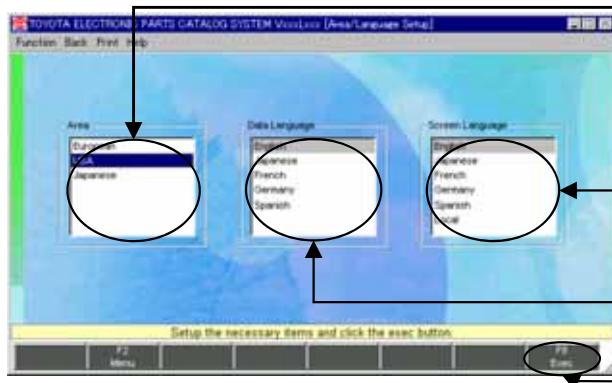 TOYOTA ELECTRONIC PARTS CATALOG SYSTEM VxxxLxxx [Area/Language Setup]
Function Back Print Help
Area
European
USA
Japanese
Data Language
English
Japanese
French
Germany
Spanish
Screen Language
English
Japanese
French
Germany
Spanish
Local
Setup the necessary items and click the exec button.
F2
Menu
Exec